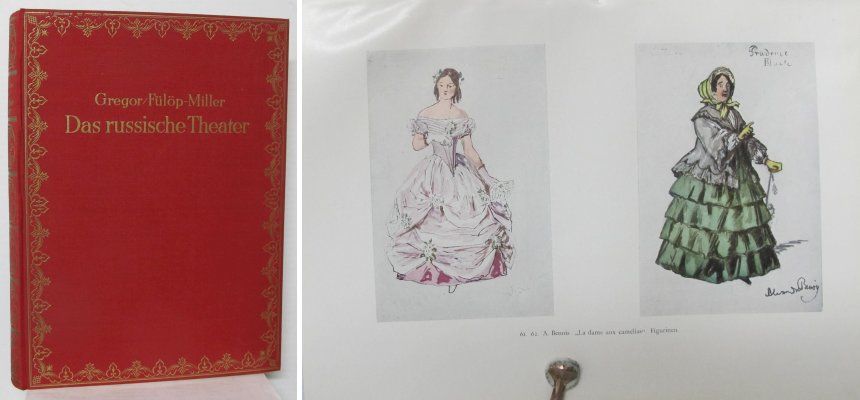 Gregor/Fülöp-Miller
Das russische Theater
Prudence
61. 62. A. Benois „La dame aux camélias“. Figurinen